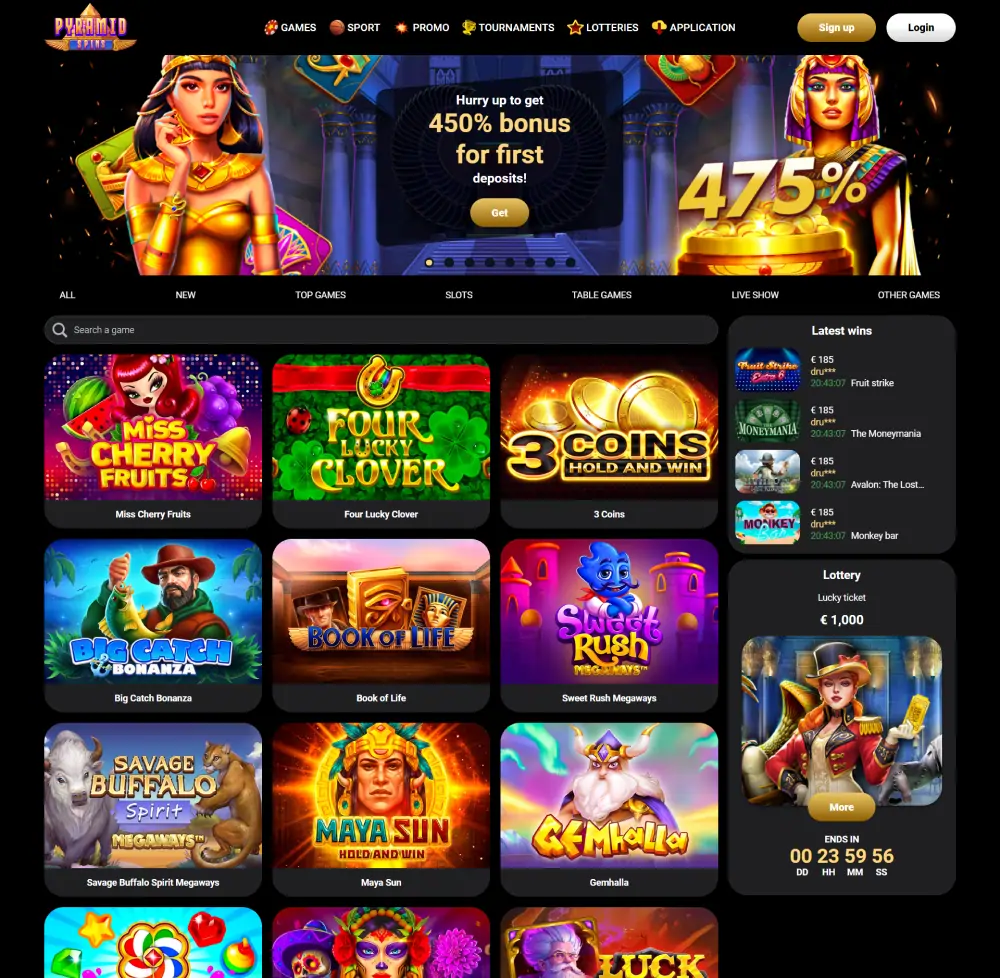 PYRAMID
SPINS
GAMES
SPORT
PROMO
TOURNAMENTS
LOTTERIES
APPLICATION
Sign up
Login
Hurry up to get
450% bonus
for first
deposits!
Get
475%
ALL
NEW
TOP GAMES
SLOTS
TABLE GAMES
LIVE SHOW
OTHER GAMES
Search a game
MISS
CHERRY
FRUITS
Miss Cherry Fruits
FOUR
LUCKY
CLOVER
Four Lucky Clover
3 COINS
HOLD AND WIN
3 Coins
BIG CATCH
BONANZA
Big Catch Bonanza
BOOK OF LIFE
Book of Life
Sweet
Rush
MEGAWAYS™
Sweet Rush Megaways
SAVAGE
BUFFALO
Spirit
MEGAWAYS™
Savage Buffalo Spirit Megaways
MAYA SUN
HOLD AND WIN
Maya Sun
GEMhalla
Gemhalla
LUCK
Latest wins
Fruit Strike
€ 185
dru***
20:43:07 Fruit strike
MONEYMANIA
€ 185
dru***
20:43:07 The Moneymania
€ 185
dru***
20:43:07 Avalon: The Lost...
MONKEY
€ 185
dru***
20:43:07 Monkey bar
Lottery
Lucky ticket
€ 1,000
More
ENDS IN
00 23 59 56
DD HH MM SS